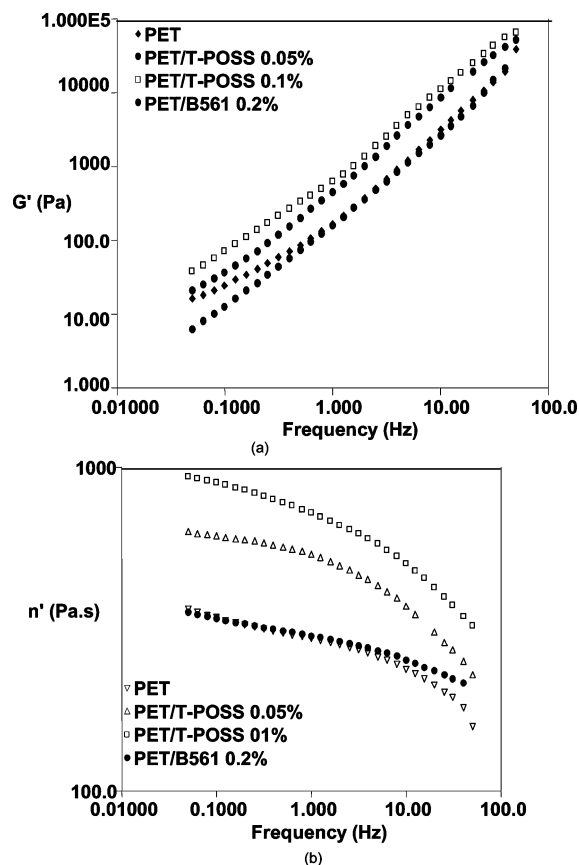 1.000E5
PET
PET/T-POSS 0.05%
10000
PET/T-POSS 0.1%
PET/B561 0.2%
1000
G' (Pa)
100.0
10.00
1.000
0.01000 0.1000 1.000 10.00 100.0
Frequency (Hz)
(a)
1000
n' (Pa.s)
PET
PET/T-POSS 0.05%
PET/T-POSS 01%
PET/B561 0.2%
100.0
0.01000 0.1000 1.000 10.00 100.0
Frequency (Hz)
(b)